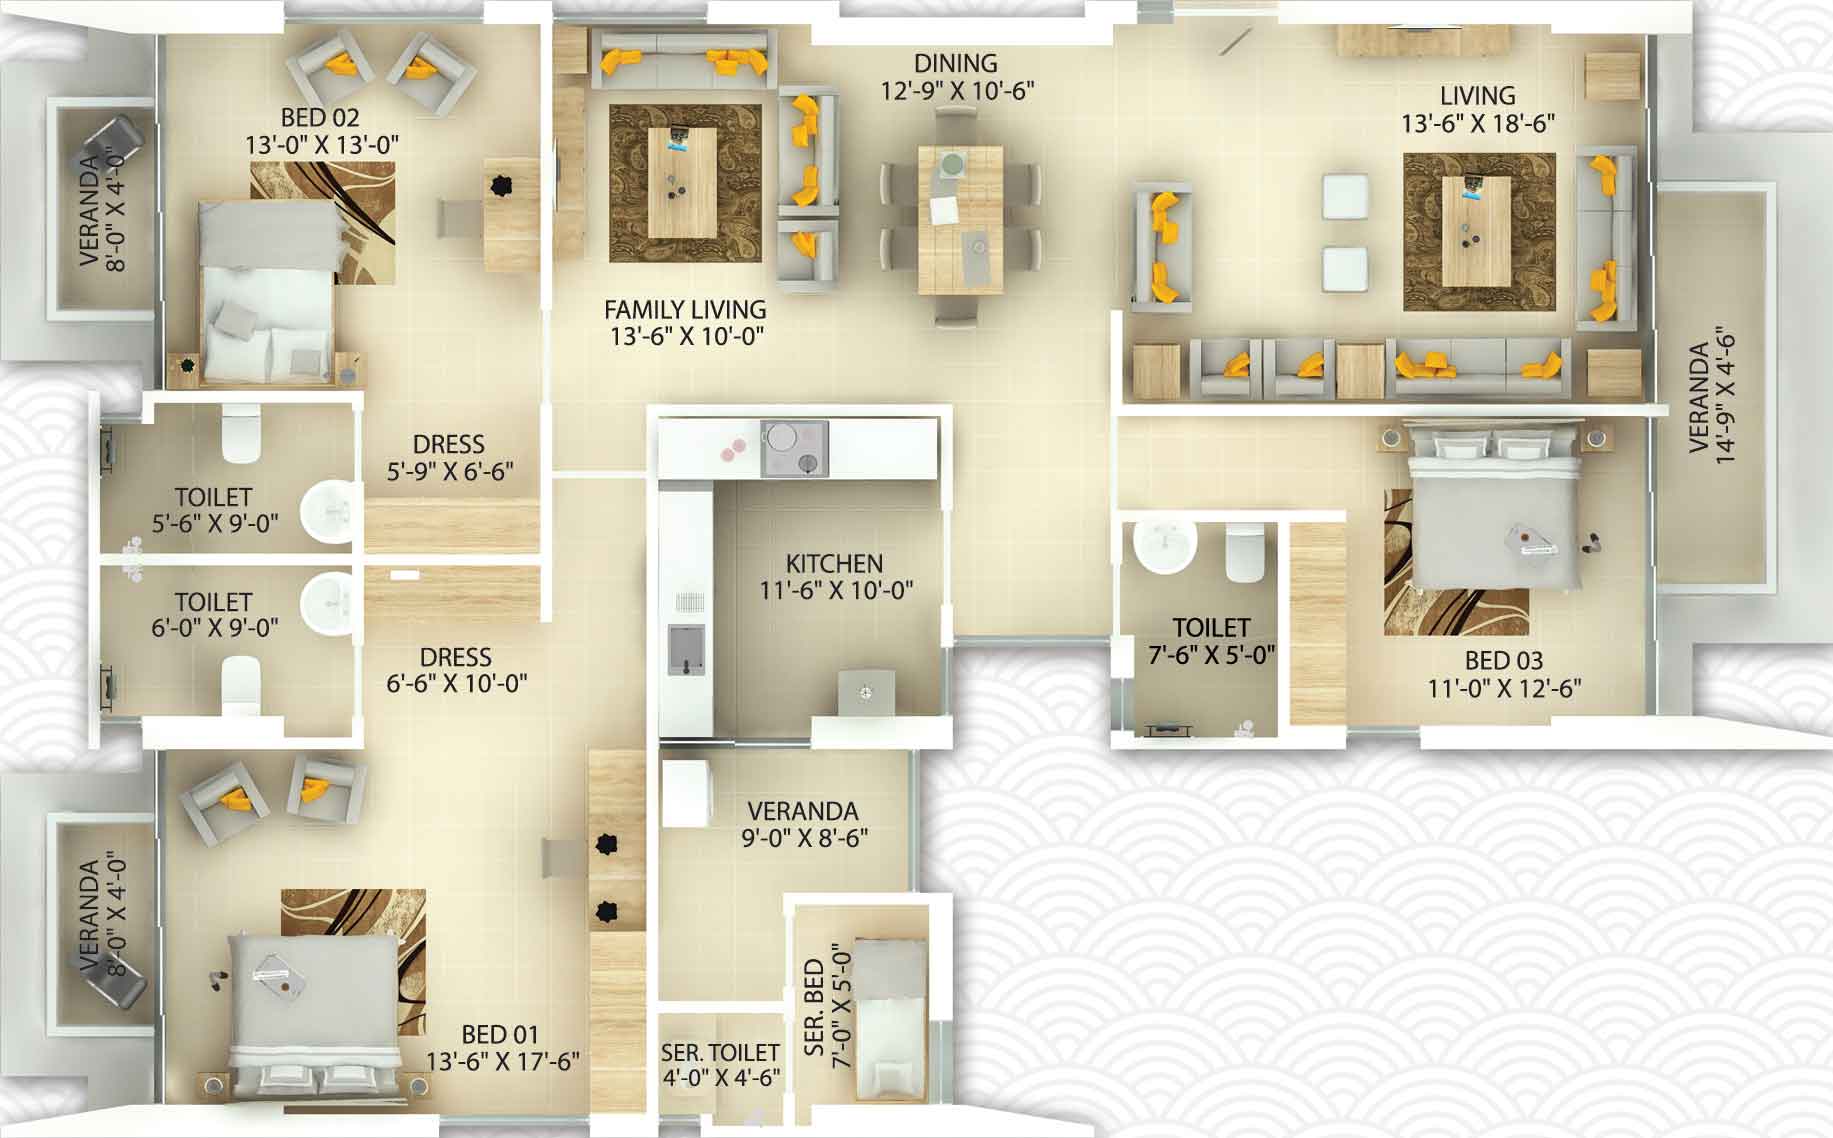 BED 02
13'-0" X 13'-0"
VERANDA
8'-0" X 4'-0"
FAMILY LIVING
13'-6" X 10'-0"
DINING
12'-9" X 10'-6"
LIVING
13'-6" X 18'-6"
VERANDA
14'-9" X 4'-6"
DRESS
5'-9" X 6'-6"
TOILET
5'-6" X 9'-0"
TOILET
6'-0" X 9'-0"
DRESS
6'-6" X 10'-0"
KITCHEN
11'-6" X 10'-0"
TOILET
7'-6" X 5'-0"
BED 03
11'-0" X 12'-6"
VERANDA
8'-0" X 4'-0"
VERANDA
9'-0" X 8'-6"
BED 01
13'-6" X 17'-6"
SER. TOILET
4'-0" X 4'-6"
SER. BED
7'-0" X 5'-0"